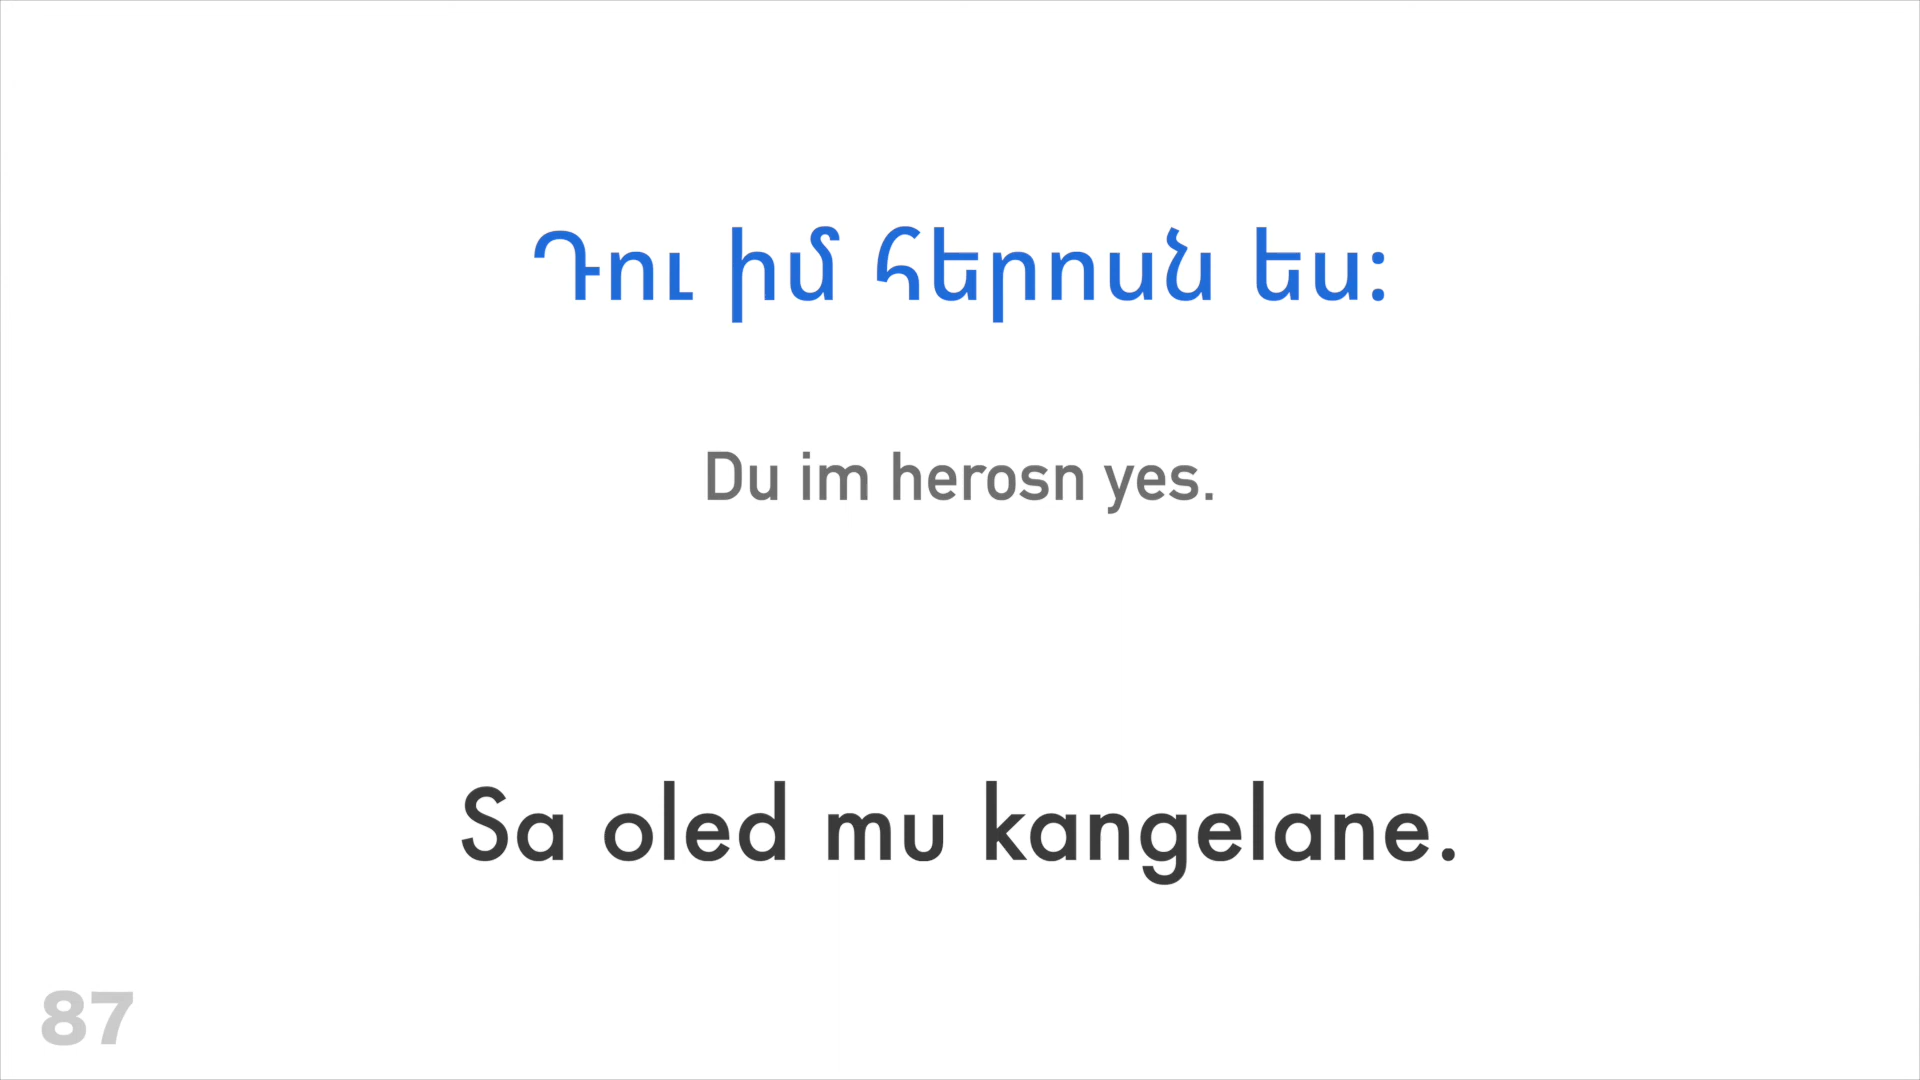 Դու իմ հերոսն ես:
Du im herosn yes.
Sa oled mu kangelane.
87